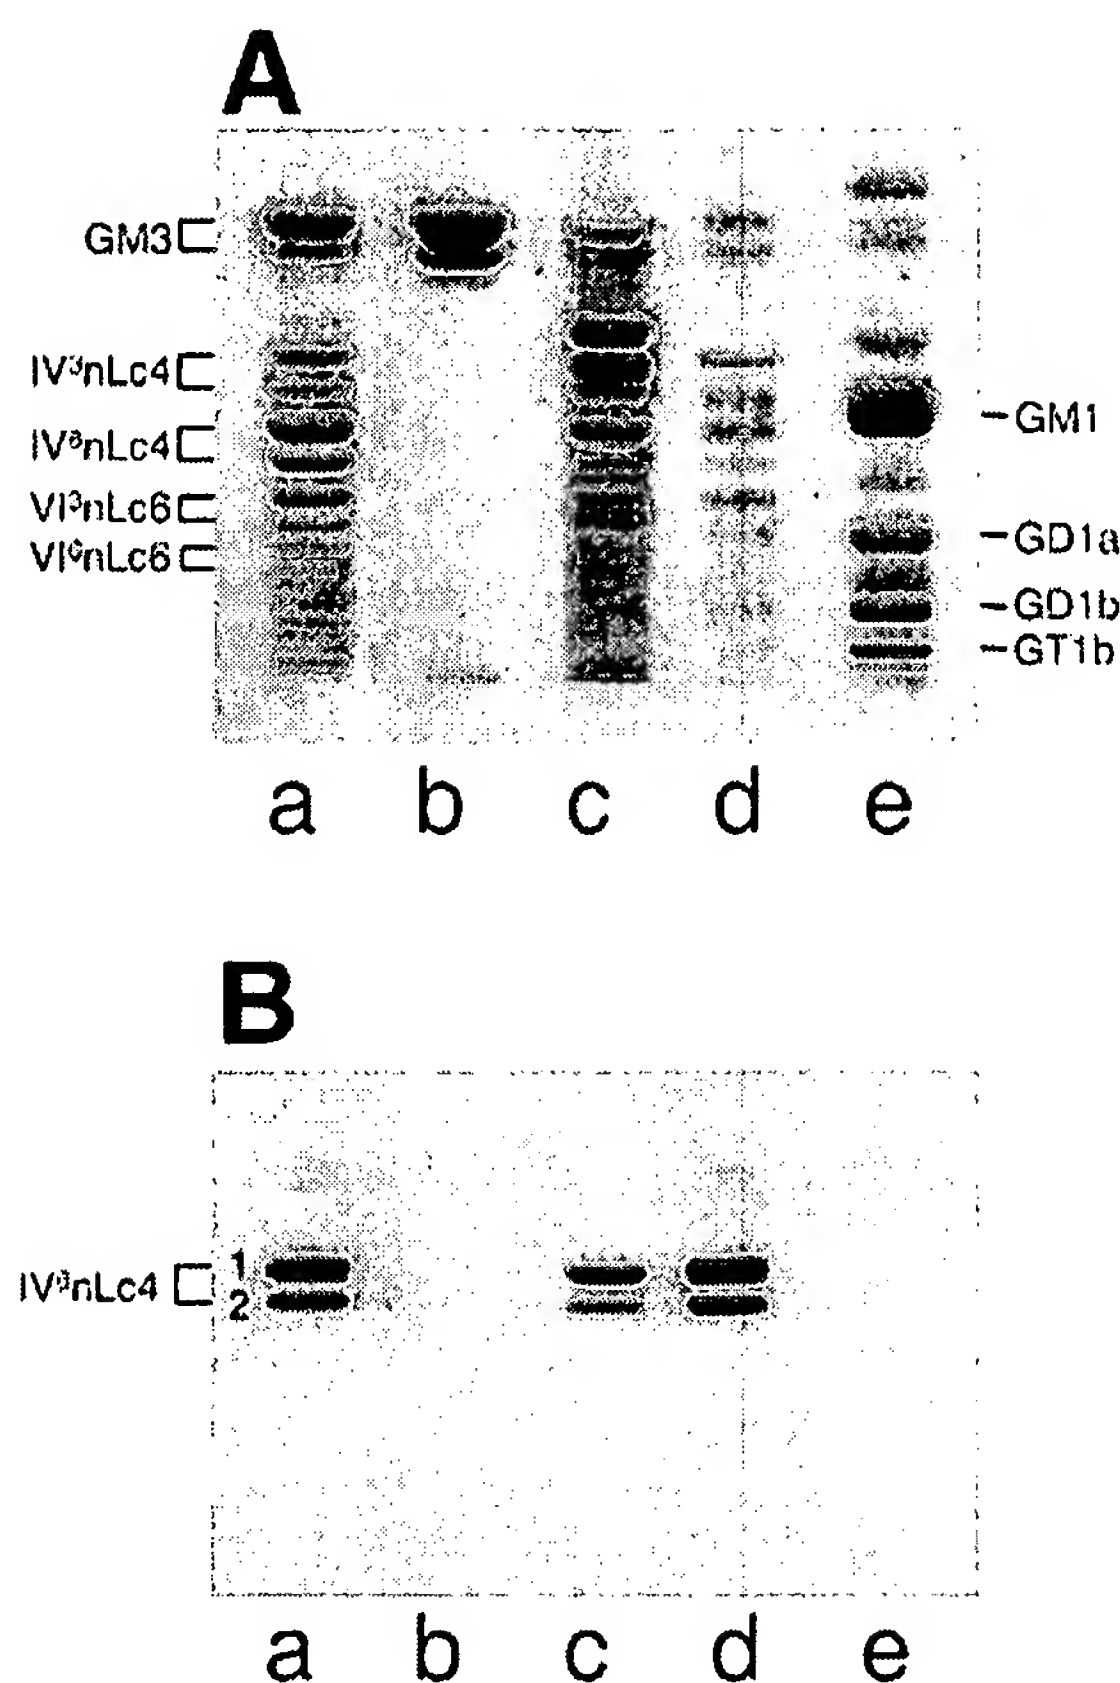 A
GM3
IV³nLc4
IV⁶nLc4
VI³nLc6
VI⁶nLc6
GM1
GD1a
GD1b
GT1b
a b c d e
B
IV³nLc4
1
2
a b c d e